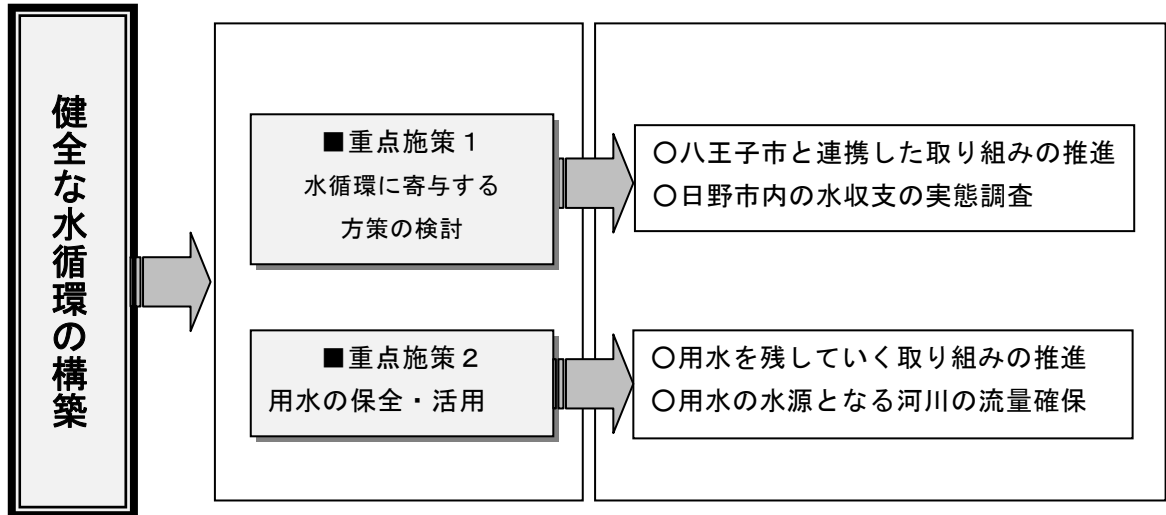 健全な水循環の構築
■重点施策１
水循環に寄与する
方策の検討
○八王子市と連携した取り組みの推進
○日野市内の水収支の実態調査
■重点施策２
用水の保全・活用
○用水を残していく取り組みの推進
○用水の水源となる河川の流量確保